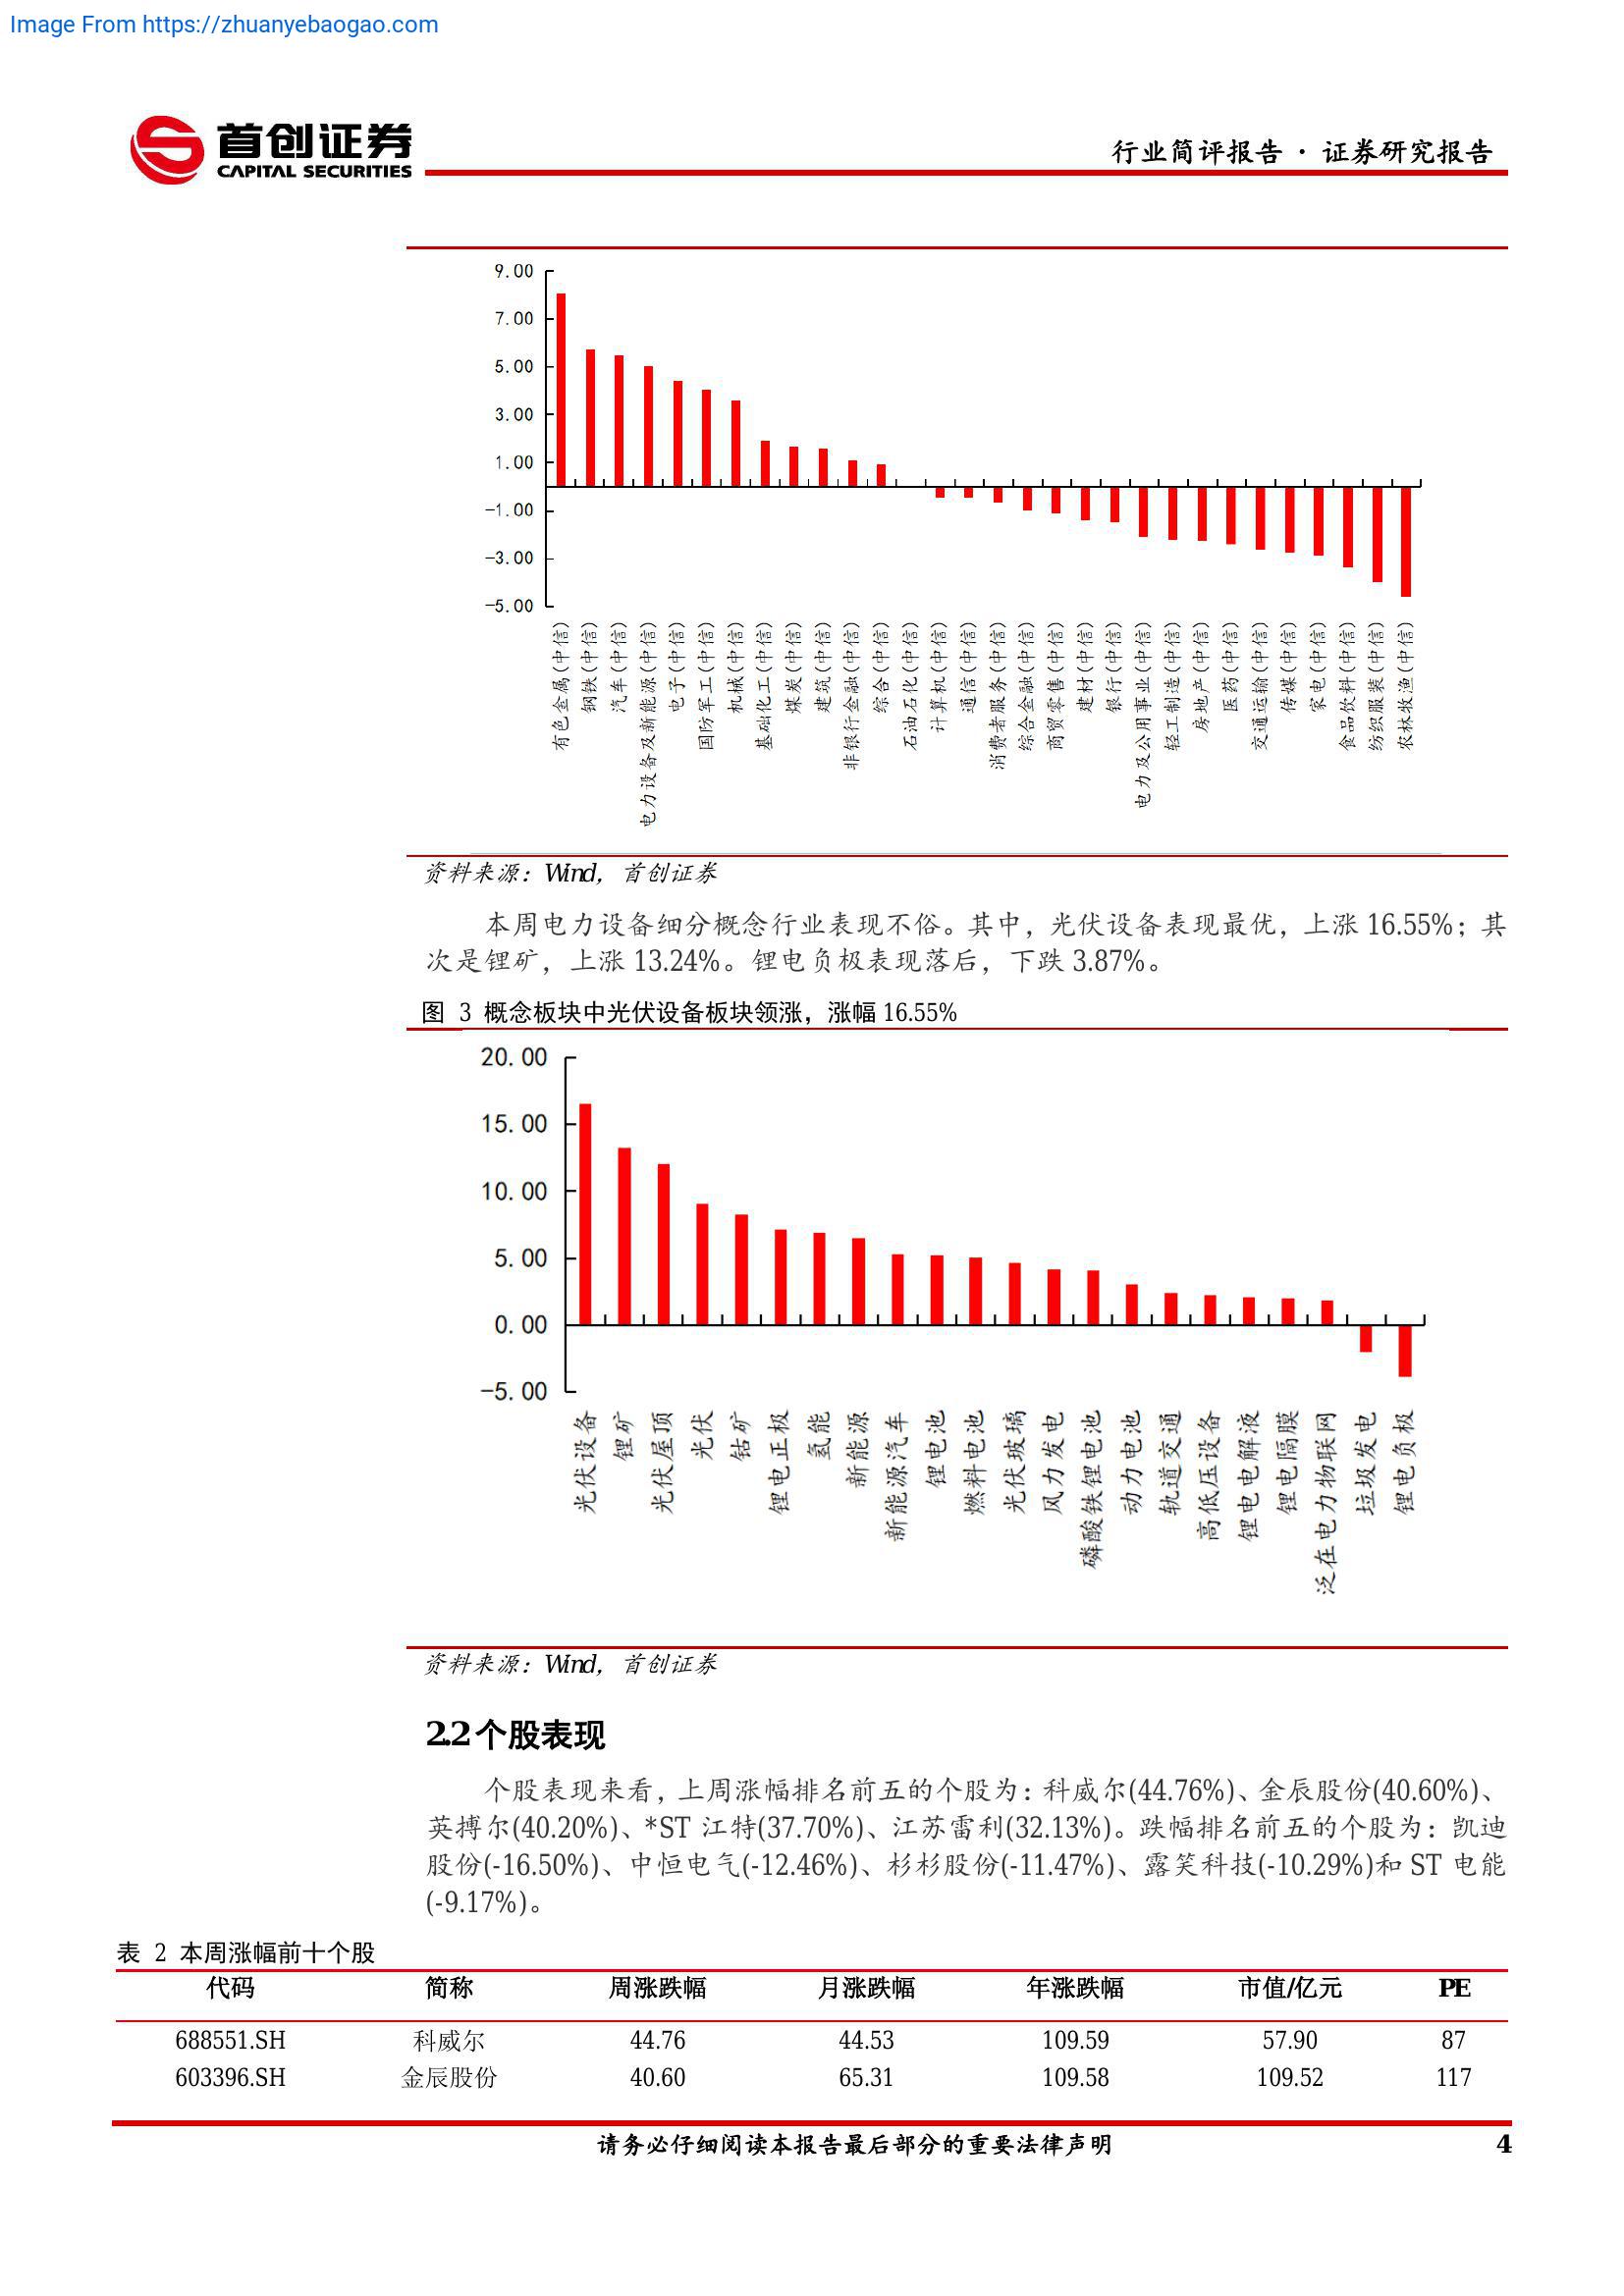 Image From https://zhuanyebaogao.com
首创证券
CAPITAL SECURITIES
行业简评报告 · 证券研究报告
9.00
7.00
5.00
3.00
1.00
-1.00
-3.00
-5.00
有色金属(中信)
钢铁(中信)
汽车(中信)
电力设备及新能源(中信)
电子(中信)
国防军工(中信)
机械(中信)
基础化工(中信)
煤炭(中信)
建筑(中信)
非银行金融(中信)
综合(中信)
石油石化(中信)
计算机(中信)
通信(中信)
消费者服务(中信)
综合金融(中信)
商贸零售(中信)
建材(中信)
银行(中信)
电力及公用事业(中信)
轻工制造(中信)
房地产(中信)
医药(中信)
交通运输(中信)
传媒(中信)
家电(中信)
食品饮料(中信)
纺织服装(中信)
农林牧渔(中信)
资料来源：Wind，首创证券
本周电力设备细分概念行业表现不俗。其中，光伏设备表现最优，上涨 16.55%；其
次是锂矿，上涨 13.24%。锂电负极表现落后，下跌 3.87%。
图 3 概念板块中光伏设备板块领涨，涨幅 16.55%
20.00
15.00
10.00
5.00
0.00
-5.00
光伏设备
锂矿
光伏屋顶
光伏
钴矿
锂电正极
氢能
新能源
新能源汽车
锂电池
燃料电池
光伏玻璃
风力发电
磷酸铁锂电池
动力电池
轨道交通
高低压设备
锂电电解液
锂电隔膜
泛在电力物联网
垃圾发电
锂电负极
资料来源：Wind，首创证券
2.2 个股表现
个股表现来看，上周涨幅排名前五的个股为：科威尔(44.76%)、金辰股份(40.60%)、
英搏尔(40.20%)、*ST 江特(37.70%)、江苏雷利(32.13%)。跌幅排名前五的个股为：凯迪
股份(-16.50%)、中恒电气(-12.46%)、杉杉股份(-11.47%)、露笑科技(-10.29%)和 ST 电能
(-9.17%)。
表 2 本周涨幅前十个股
代码 简称 周涨跌幅 月涨跌幅 年涨跌幅 市值/亿元 PE
688551.SH 科威尔 44.76 44.53 109.59 57.90 87
603396.SH 金辰股份 40.60 65.31 109.58 109.52 117
请务必仔细阅读本报告最后部分的重要法律声明 4